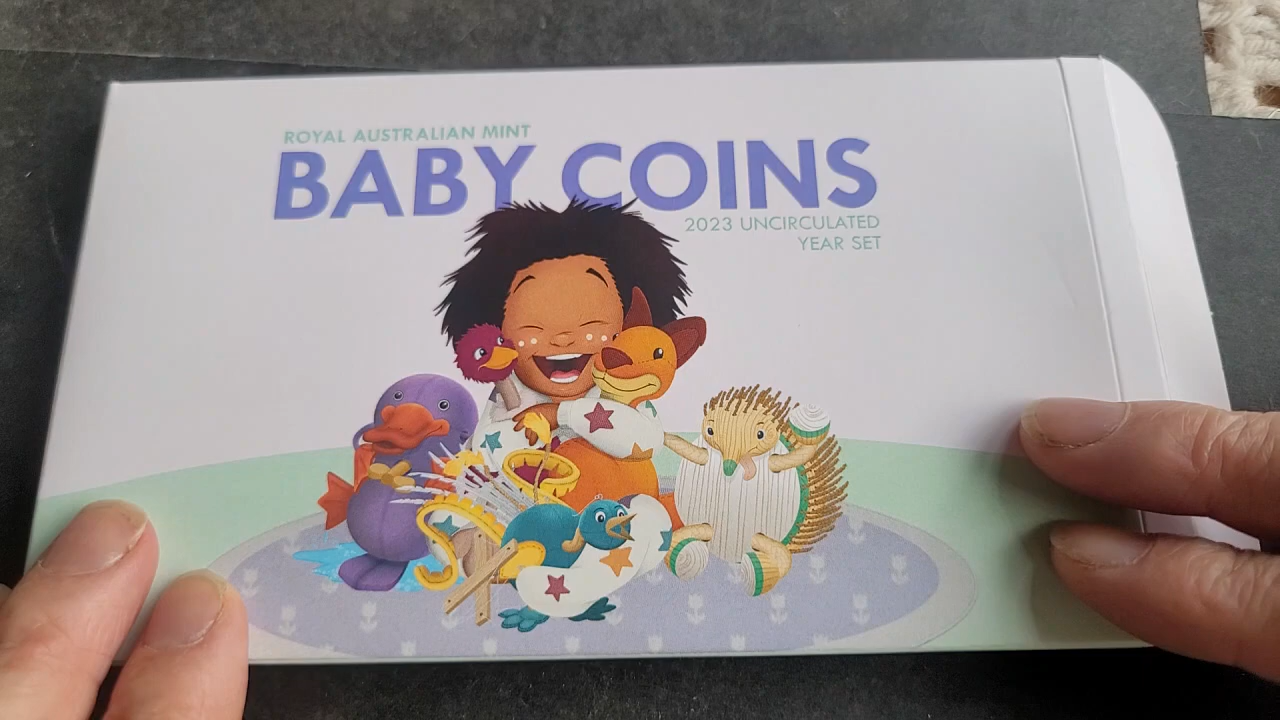 ROYAL AUSTRALIAN MINT
BABY COINS
2023 UNCIRCULATED
YEAR SET